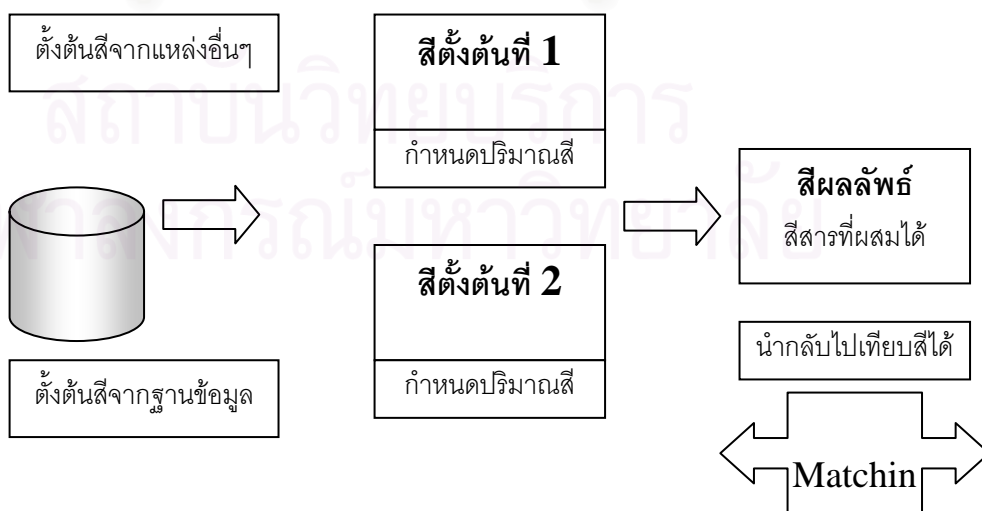 ตั้งต้นสีจากแหล่งอื่นๆ
สีตั้งต้นที่ 1
กำหนดปริมาณสี
สถาบันวิทยบริการ
สีผลลัพธ์
สีสารที่ผสมได้
จุฬาลงกรณ์มหาวิทยาลัย
สีตั้งต้นที่ 2
กำหนดปริมาณสี
ตั้งต้นสีจากฐานข้อมูล
นำกลับไปเทียบสีได้
Matchin